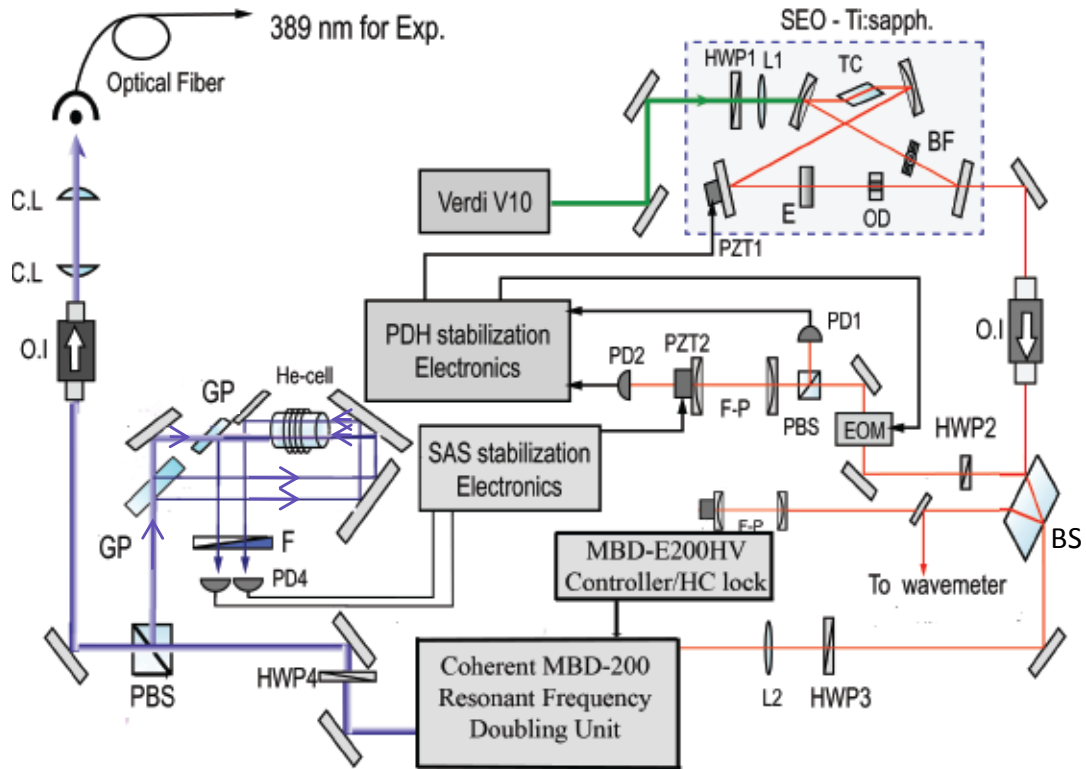 389 nm for Exp.
Optical Fiber
SEO - Ti:sapph.
HWP1
L1
TC
BF
E
OD
Verdi V10
PZT1
C.L
C.L
O.I
O.I
PDH stabilization
Electronics
PD1
PD2
PZT2
F-P
PBS
EOM
HWP2
GP
He-cell
SAS stabilization
Electronics
GP
F
PD4
F-P
BS
MBD-E200HV
Controller/HC lock
To wavemeter
PBS
HWP4
Coherent MBD-200
Resonant Frequency
Doubling Unit
L2
HWP3